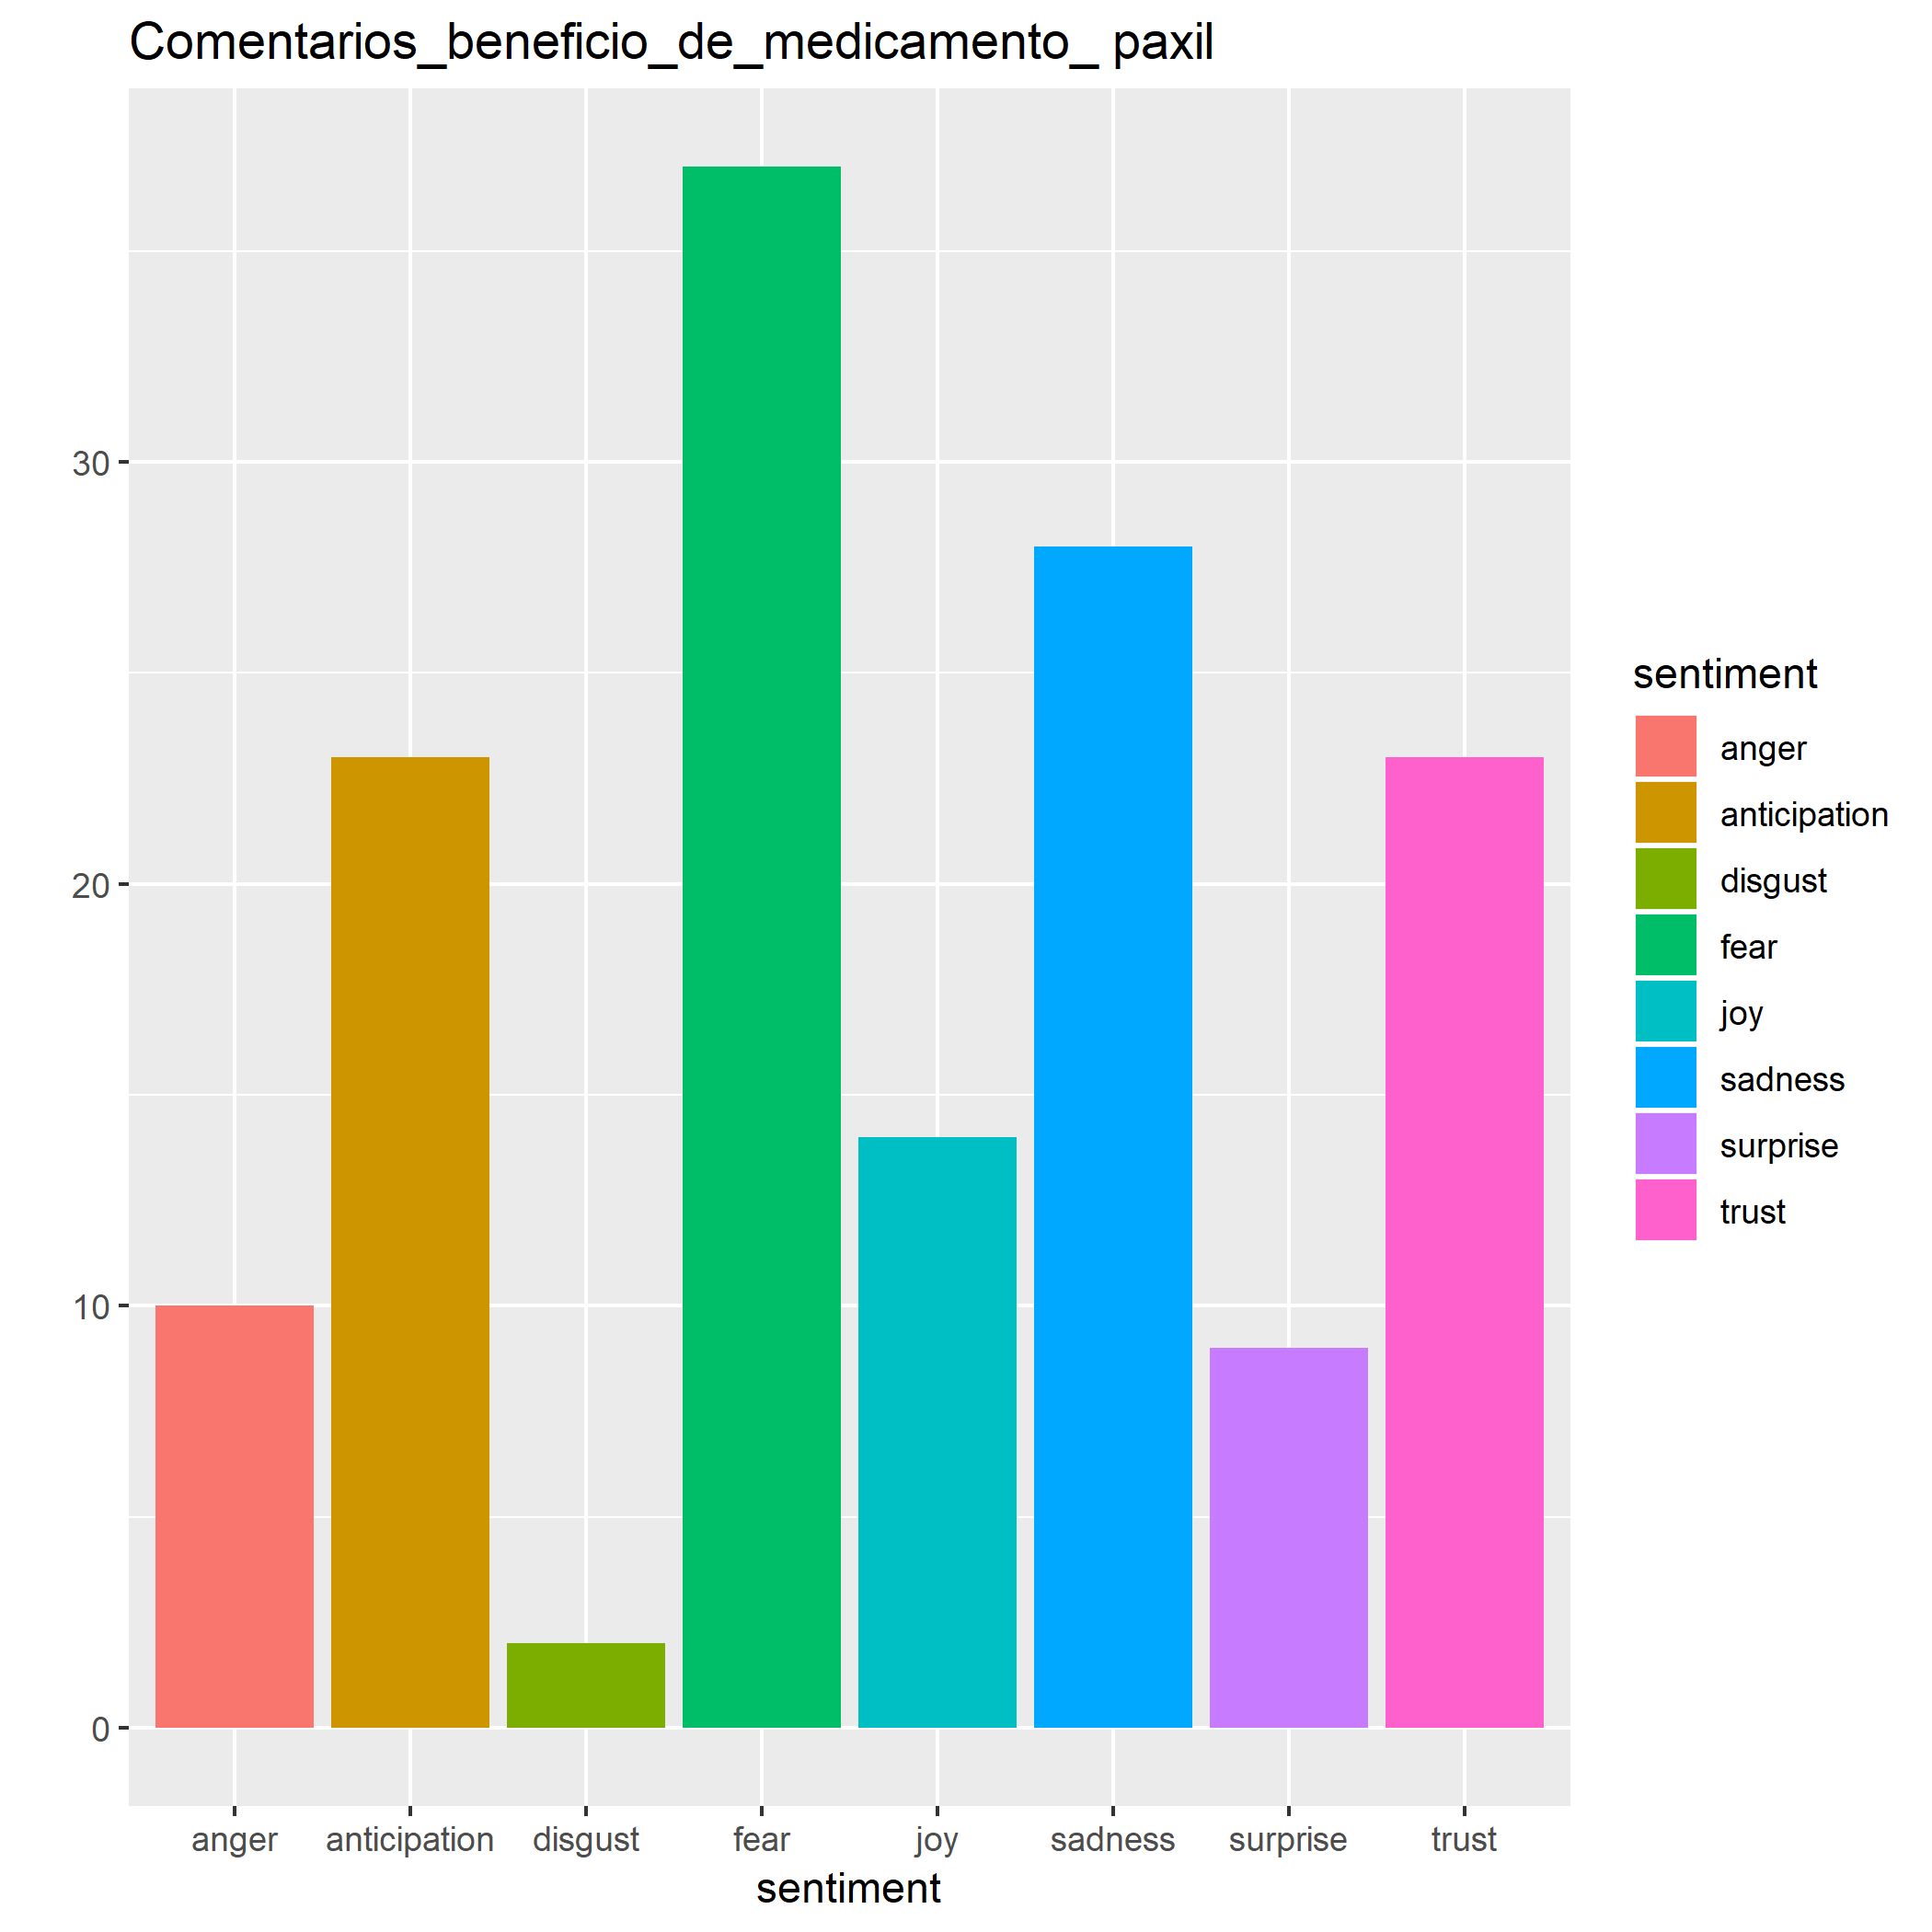 Comentarios_beneficio_de_medicamento_ paxil
30
20
10
0
anger anticipation disgust fear joy sadness surprise trust
sentiment
sentiment
anger
anticipation
disgust
fear
joy
sadness
surprise
trust